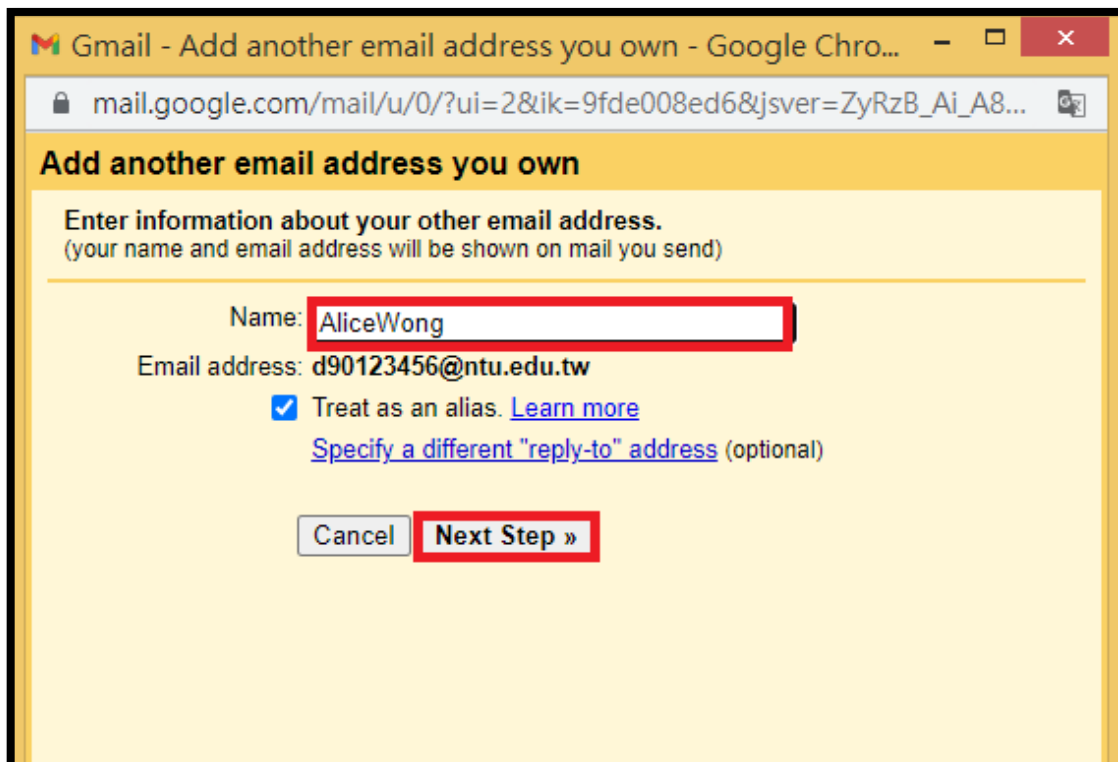 Gmail - Add another email address you own - Google Chro...
mail.google.com/mail/u/0/?ui=2&ik=9fde008ed6&jsver=ZyRzB_Ai_A8...
Add another email address you own
Enter information about your other email address.
(your name and email address will be shown on mail you send)
Name: AliceWong
Email address: d90123456@ntu.edu.tw
Treat as an alias. Learn more
Specify a different "reply-to" address (optional)
Cancel Next Step »